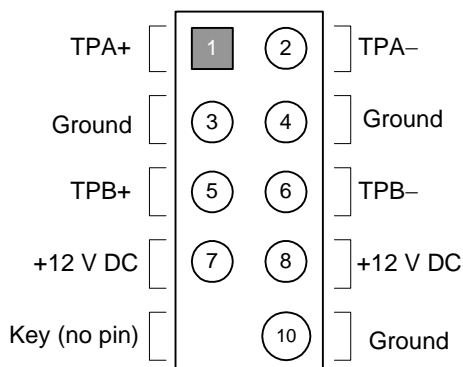 TPA+ 1 2 TPA−
Ground 3 4 Ground
TPB+ 5 6 TPB−
+12 V DC 7 8 +12 V DC
Key (no pin) 10 Ground